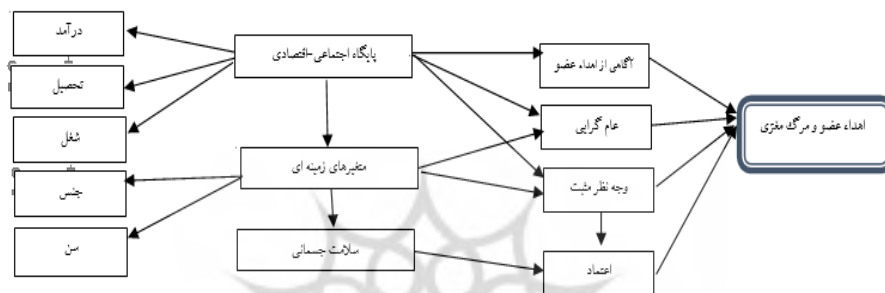 درآمد
تحصیل
شغل
جنس
سن
پایگاه اجتماعی-اقتصادی
متغیرهای زمینه ای
سلامت جسمانی
آگاهی از اهداء عضو
عام گرایی
وجه نظر مثبت
اعتماد
اهداء عضو و مرگ مغزی